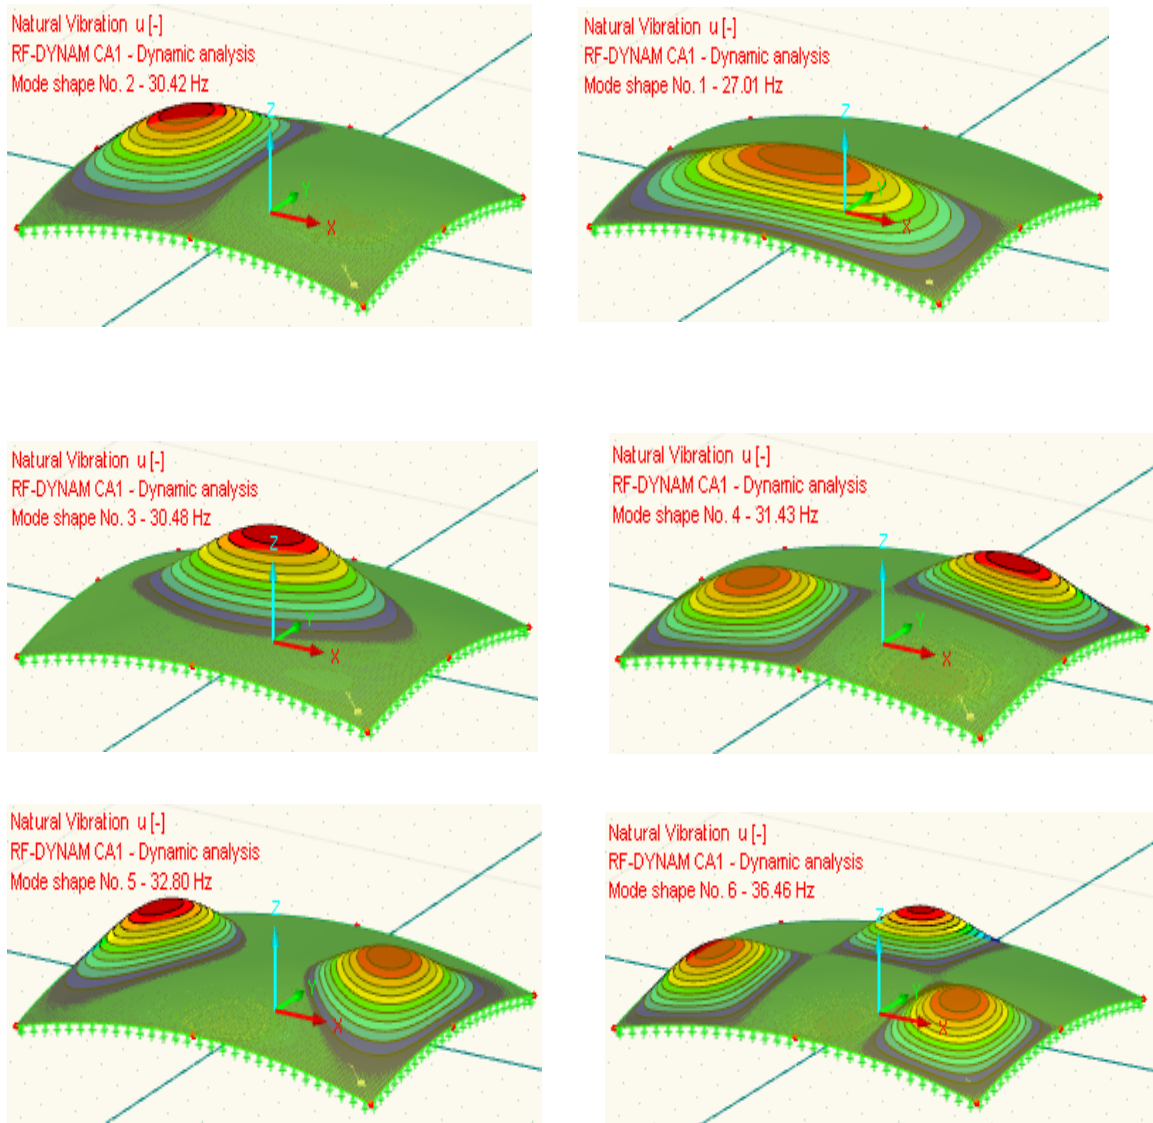 Natural Vibration u [-]
RF-DYNAM CA1 - Dynamic analysis
Mode shape No. 2 - 30.42 Hz
Z
Y
X
Natural Vibration u [-]
RF-DYNAM CA1 - Dynamic analysis
Mode shape No. 1 - 27.01 Hz
Z
Y
X
Natural Vibration u [-]
RF-DYNAM CA1 - Dynamic analysis
Mode shape No. 3 - 30.48 Hz
Z
Y
X
Natural Vibration u [-]
RF-DYNAM CA1 - Dynamic analysis
Mode shape No. 4 - 31.43 Hz
Z
Y
X
Natural Vibration u [-]
RF-DYNAM CA1 - Dynamic analysis
Mode shape No. 5 - 32.80 Hz
Z
Y
X
Natural Vibration u [-]
RF-DYNAM CA1 - Dynamic analysis
Mode shape No. 6 - 36.46 Hz
Z
Y
X